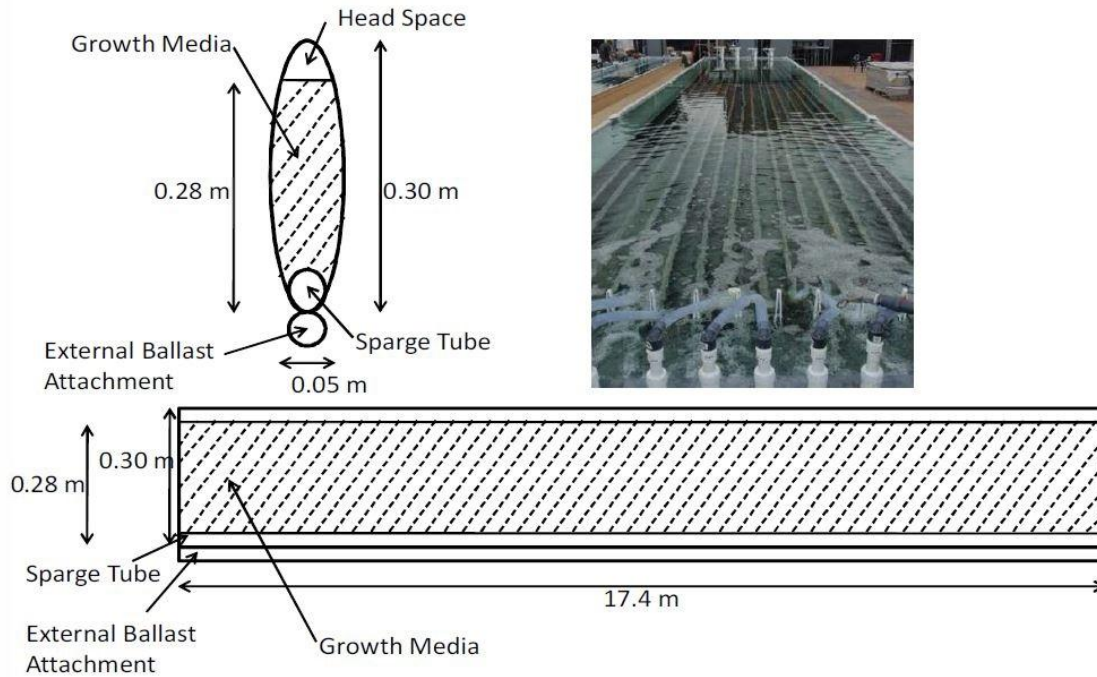 Head Space
Growth Media
0.28 m
0.30 m
External Ballast
Attachment
Sparge Tube
0.05 m
0.30 m
0.28 m
Sparge Tube
17.4 m
External Ballast
Attachment
Growth Media